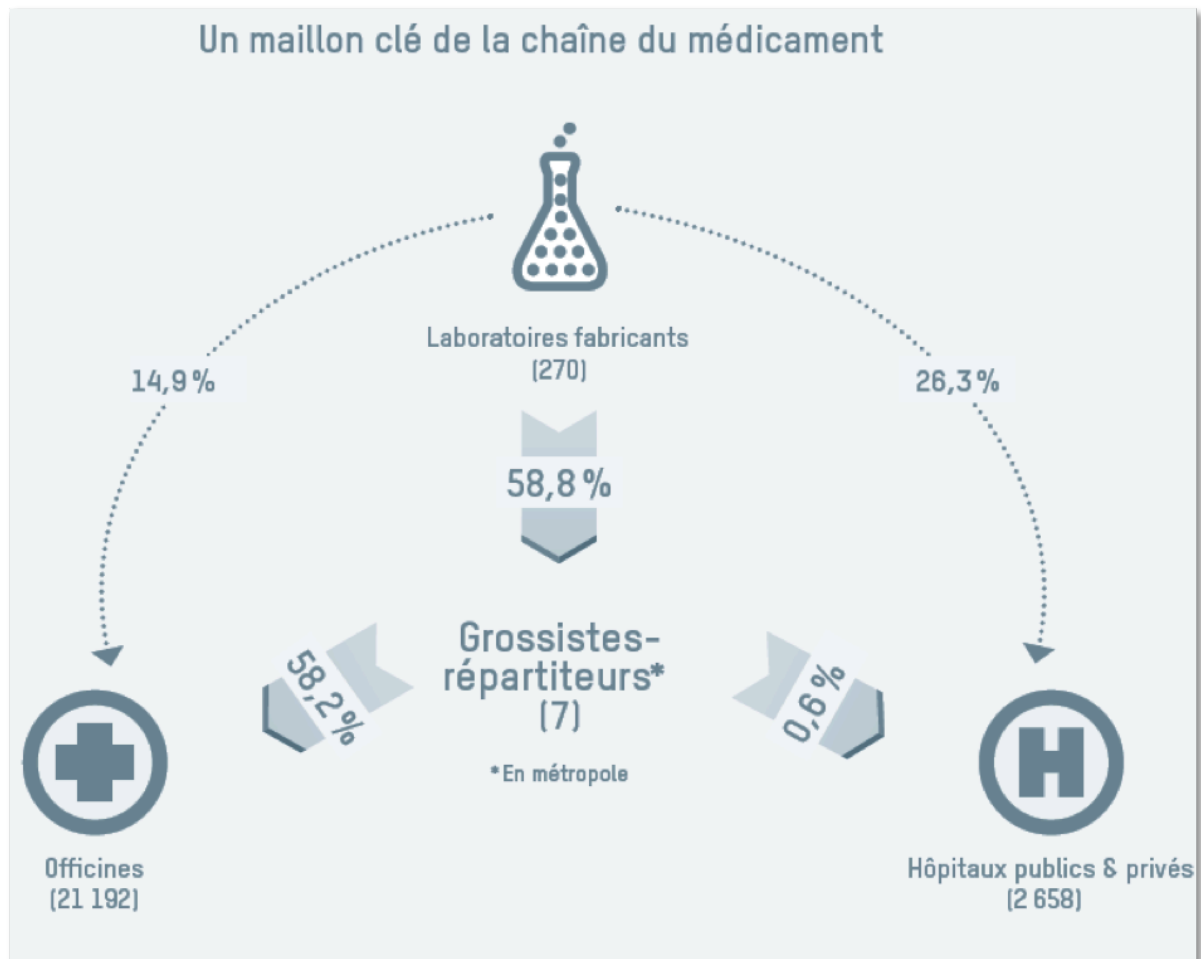 Un maillon clé de la chaîne du médicament
Laboratoires fabricants
(270)
14,9 %
26,3 %
58,8 %
Grossistes-
répartiteurs*
(7)
58,2 %
0,6 %
*En métropole
Officines
(21 192)
Hôpitaux publics & privés
(2 658)